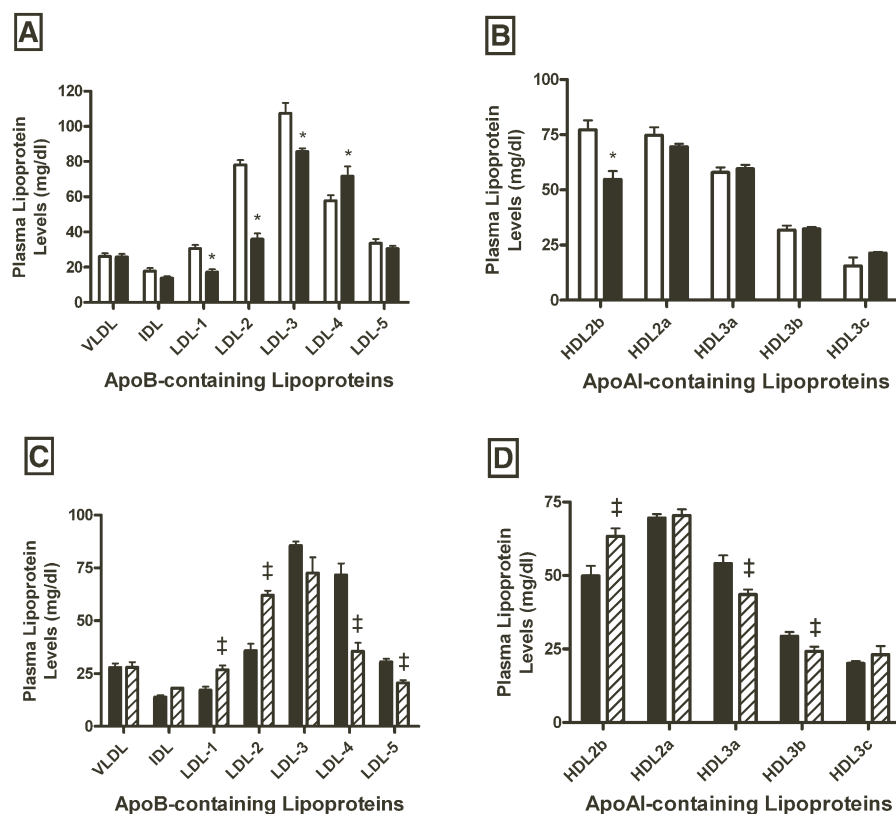 A
Plasma Lipoprotein
Levels (mg/dl)
120
100
80
60
40
20
0
*
*
*
*
VLDL
IDL
LDL-1
LDL-2
LDL-3
LDL-4
LDL-5
ApoB-containing Lipoproteins
B
Plasma Lipoprotein
Levels (mg/dl)
100
75
50
25
0
*
HDL2b
HDL2a
HDL3a
HDL3b
HDL3c
ApoAI-containing Lipoproteins
C
Plasma Lipoprotein
Levels (mg/dl)
100
75
50
25
0
‡
‡
‡
‡
VLDL
IDL
LDL-1
LDL-2
LDL-3
LDL-4
LDL-5
ApoB-containing Lipoproteins
D
Plasma Lipoprotein
Levels (mg/dl)
75
50
25
0
‡
‡
‡
HDL2b
HDL2a
HDL3a
HDL3b
HDL3c
ApoAI-containing Lipoproteins